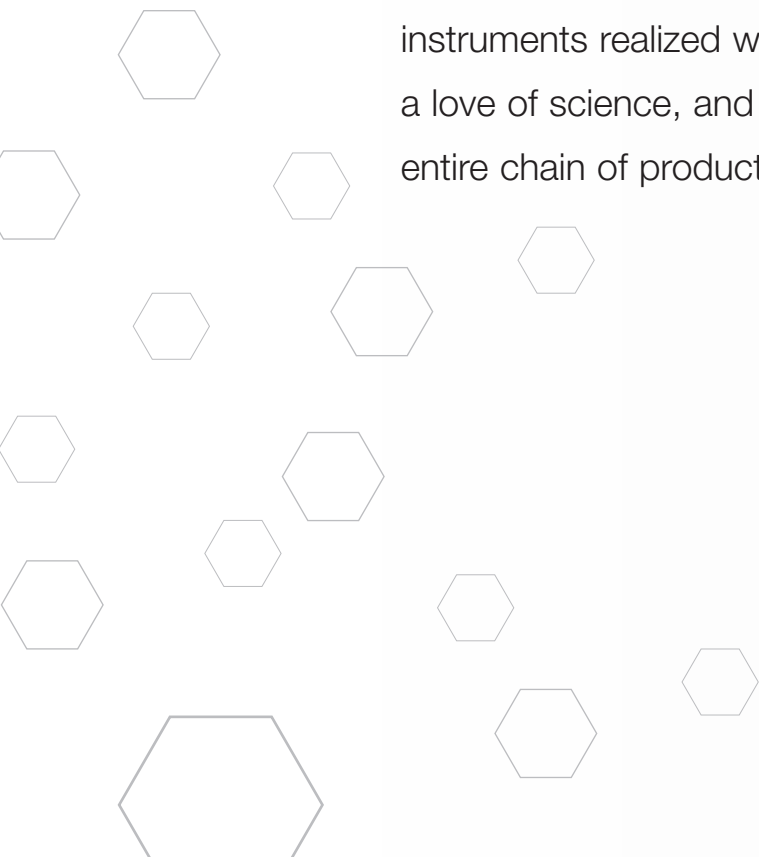 instruments realized w
a love of science, and
entire chain of product